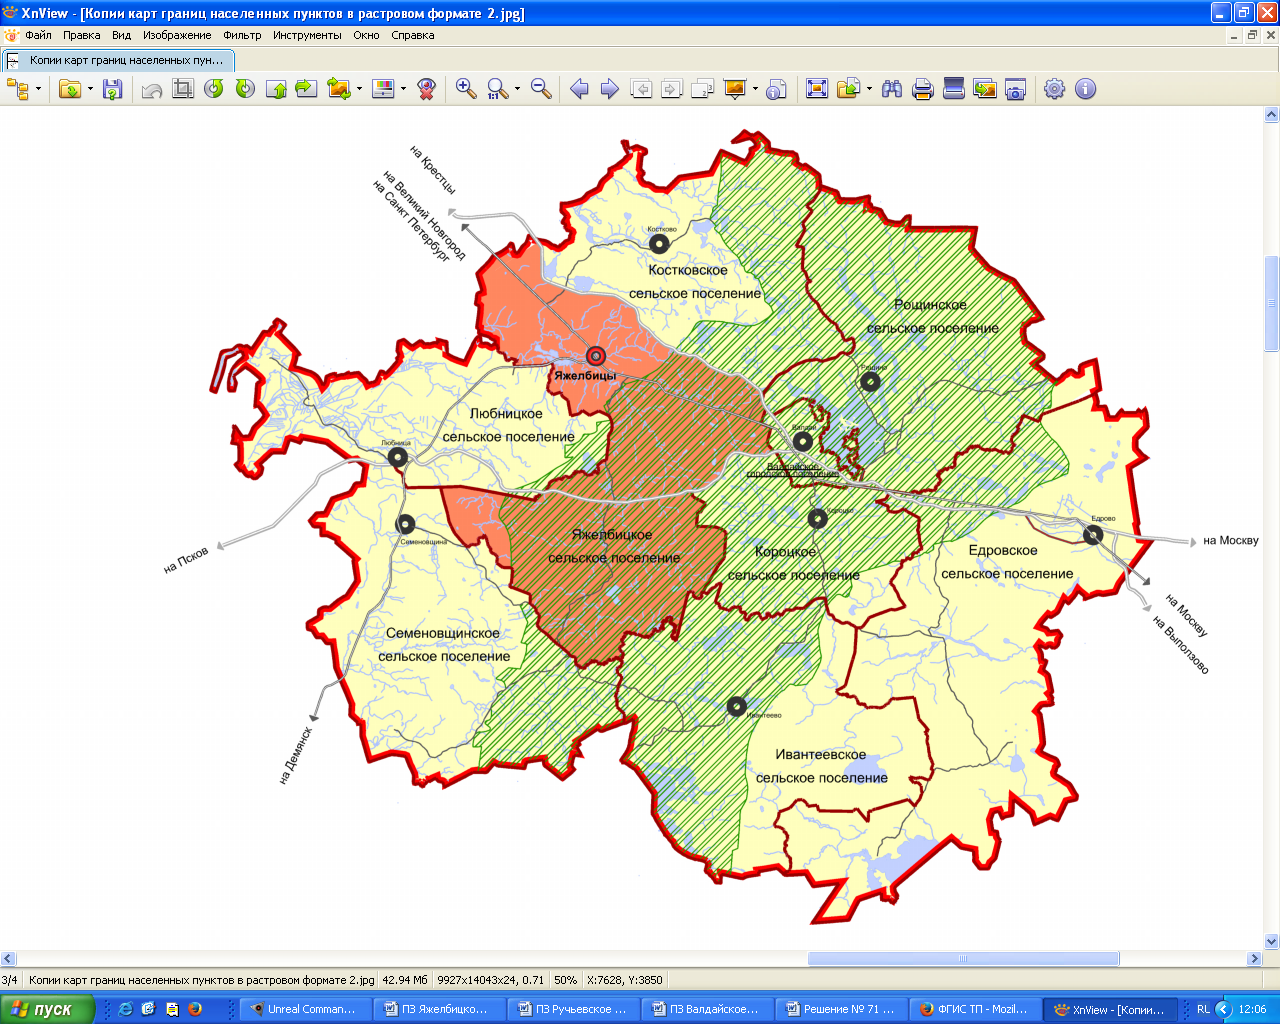 XnView - [Копии карт границ населенных пунктов в растровом формате 2.jpg]
Файл Правка Вид Изображение Фильтр Инструменты Окно Справка
Копии карт границ населенных пун...
на Крестцы
на Великий Новгород
на Санкт Петербург
Костково
Костковское
сельское поселение
Рощинское
сельское поселение
Рощино
Яжелбицы
Любницкое
сельское поселение
Любница
Валдай
Валдайское
городское поселение
Короцко
Едрово
на Псков
Семеновщина
Яжелбицкое
сельское поселение
Короцкое
сельское поселение
Едровское
сельское поселение
на Москву
на Москву
на Выползово
Семеновщинское
сельское поселение
Ивантеево
на Демянск
Ивантеевское
сельское поселение
3/4 Копии карт границ населенных пунктов в растровом формате 2.jpg 42.94 Мб 9927x14043x24, 0.71 50% X:7628, Y:3850
пуск Unreal Comman... ПЗ Яжелбицко... ПЗ Ручьевское ... ПЗ Валдайское... Решение № 71 ... ФГИС ТП - Mozil... XnView - [Копии... RL 12:06